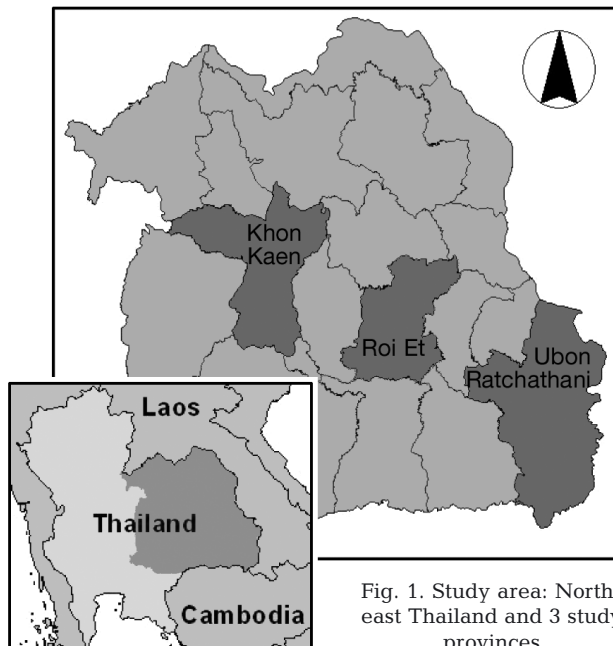 Khon
Kaen
Roi Et
Ubon
Ratchathani
Laos
Thailand
Cambodia
Fig. 1. Study area: North-
east Thailand and 3 study
provinces